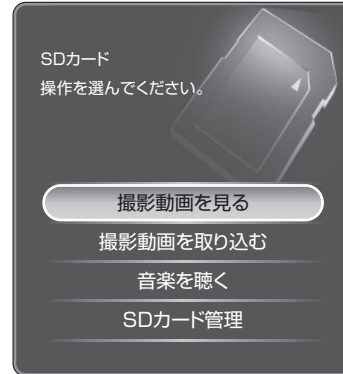 SDカード
操作を選んでください。
撮影動画を見る
撮影動画を取り込む
音楽を聴く
SDカード管理